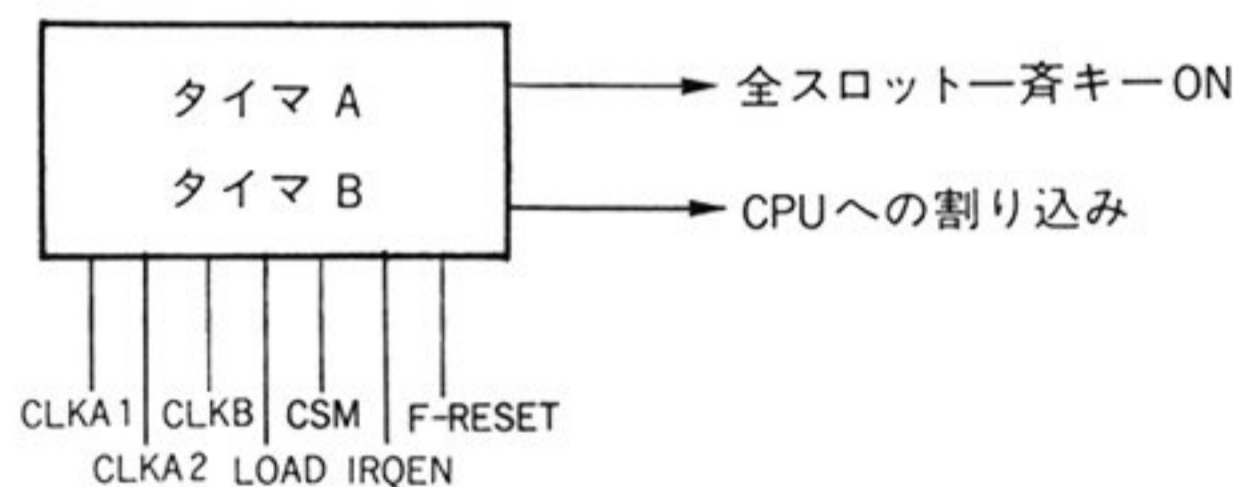 タイマ A
全スロット一斉キーON
タイマ B
CPUへの割り込み
CLKA1 CLKB CSM F-RESET
CLKA2 LOAD IRQEN